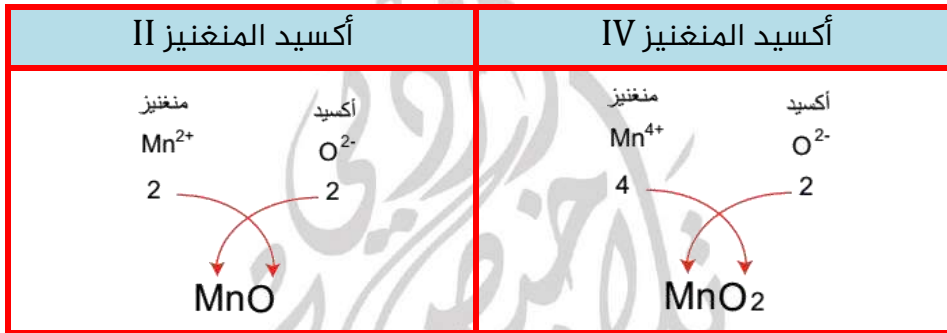 أكسيد المنغنيز IV
أكسيد المنغنيز II
منغنيز أكسيد
Mn⁴⁺ O²⁻
4 2
MnO₂
منغنيز أكسيد
Mn²⁺ O²⁻
2 2
MnO